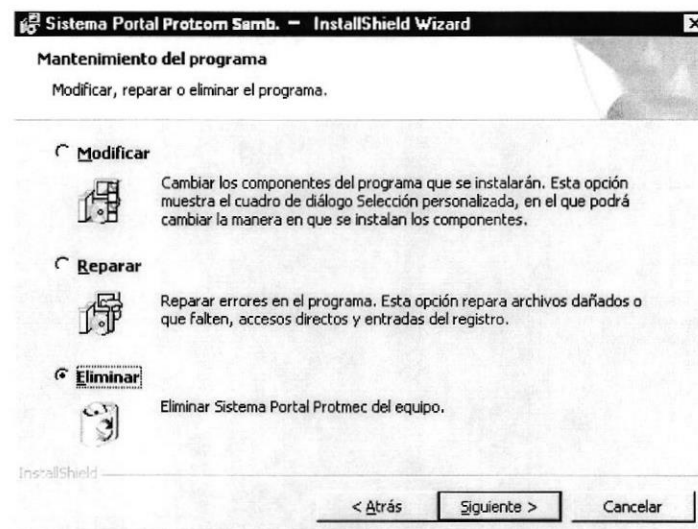 Sistema Portal Protcom Samb. – InstallShield Wizard
Mantenimiento del programa
Modificar, reparar o eliminar el programa.
Modificar
Cambiar los componentes del programa que se instalarán. Esta opción
muestra el cuadro de diálogo Selección personalizada, en el que podrá
cambiar la manera en que se instalan los componentes.
Reparar
Reparar errores en el programa. Esta opción repara archivos dañados o
que falten, accesos directos y entradas del registro.
Eliminar
Eliminar Sistema Portal Protmec del equipo.
InstallShield
< Atrás
Siguiente >
Cancelar